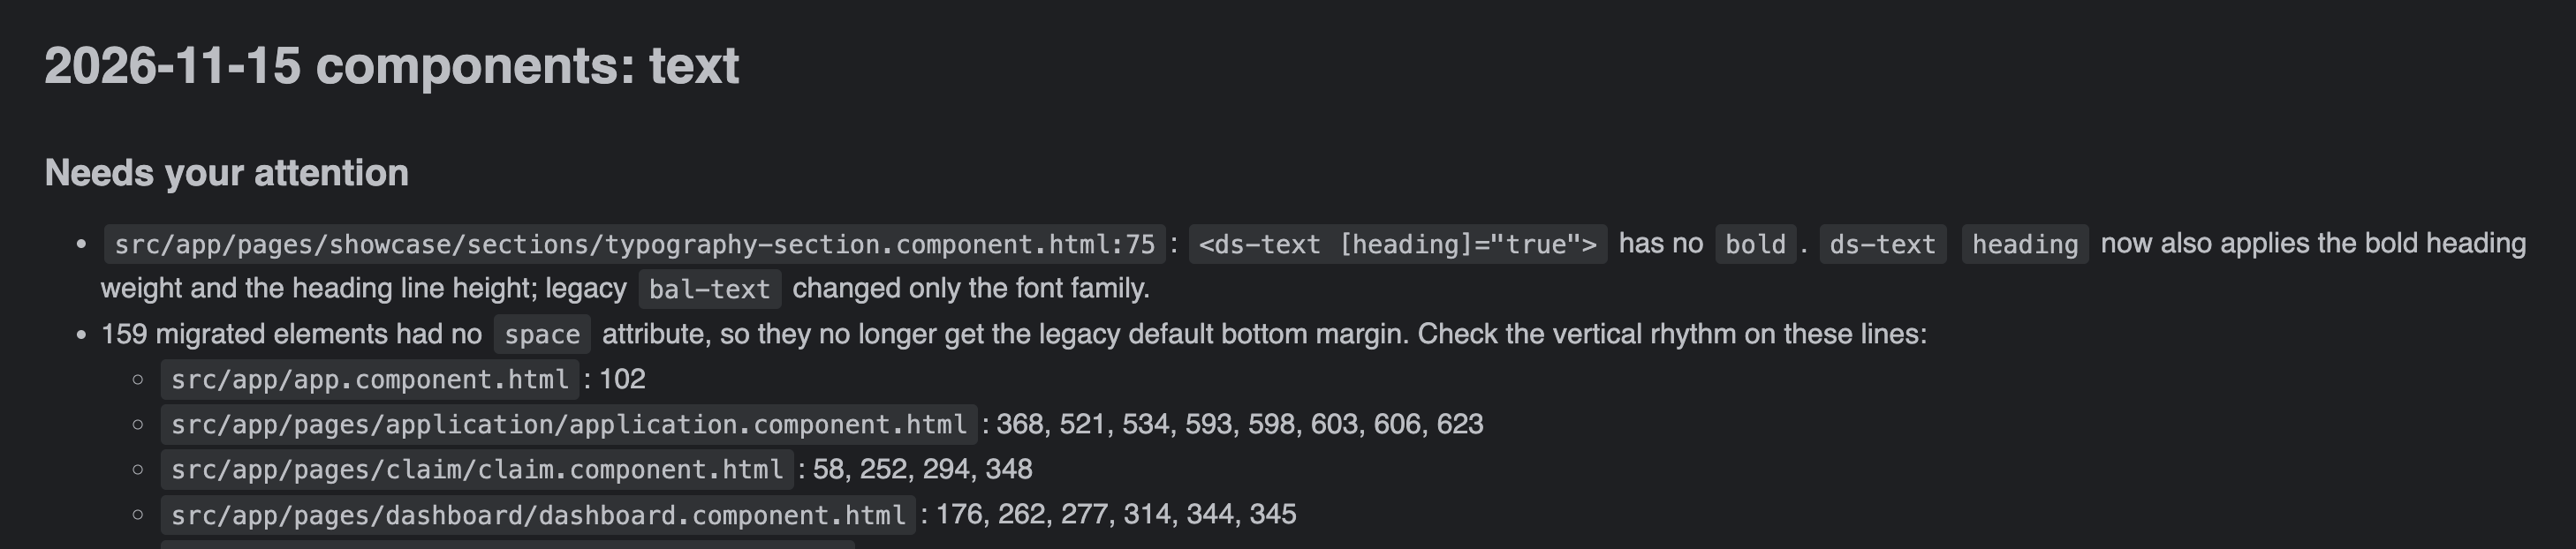 2026-11-15 components: text
Needs your attention
• src/app/pages/showcase/sections/typography-section.component.html:75 : <ds-text [heading]="true"> has no bold . ds-text heading now also applies the bold heading
weight and the heading line height; legacy bal-text changed only the font family.
• 159 migrated elements had no space attribute, so they no longer get the legacy default bottom margin. Check the vertical rhythm on these lines:
◦ src/app/app.component.html : 102
◦ src/app/pages/application/application.component.html : 368, 521, 534, 593, 598, 603, 606, 623
◦ src/app/pages/claim/claim.component.html : 58, 252, 294, 348
◦ src/app/pages/dashboard/dashboard.component.html : 176, 262, 277, 314, 344, 345